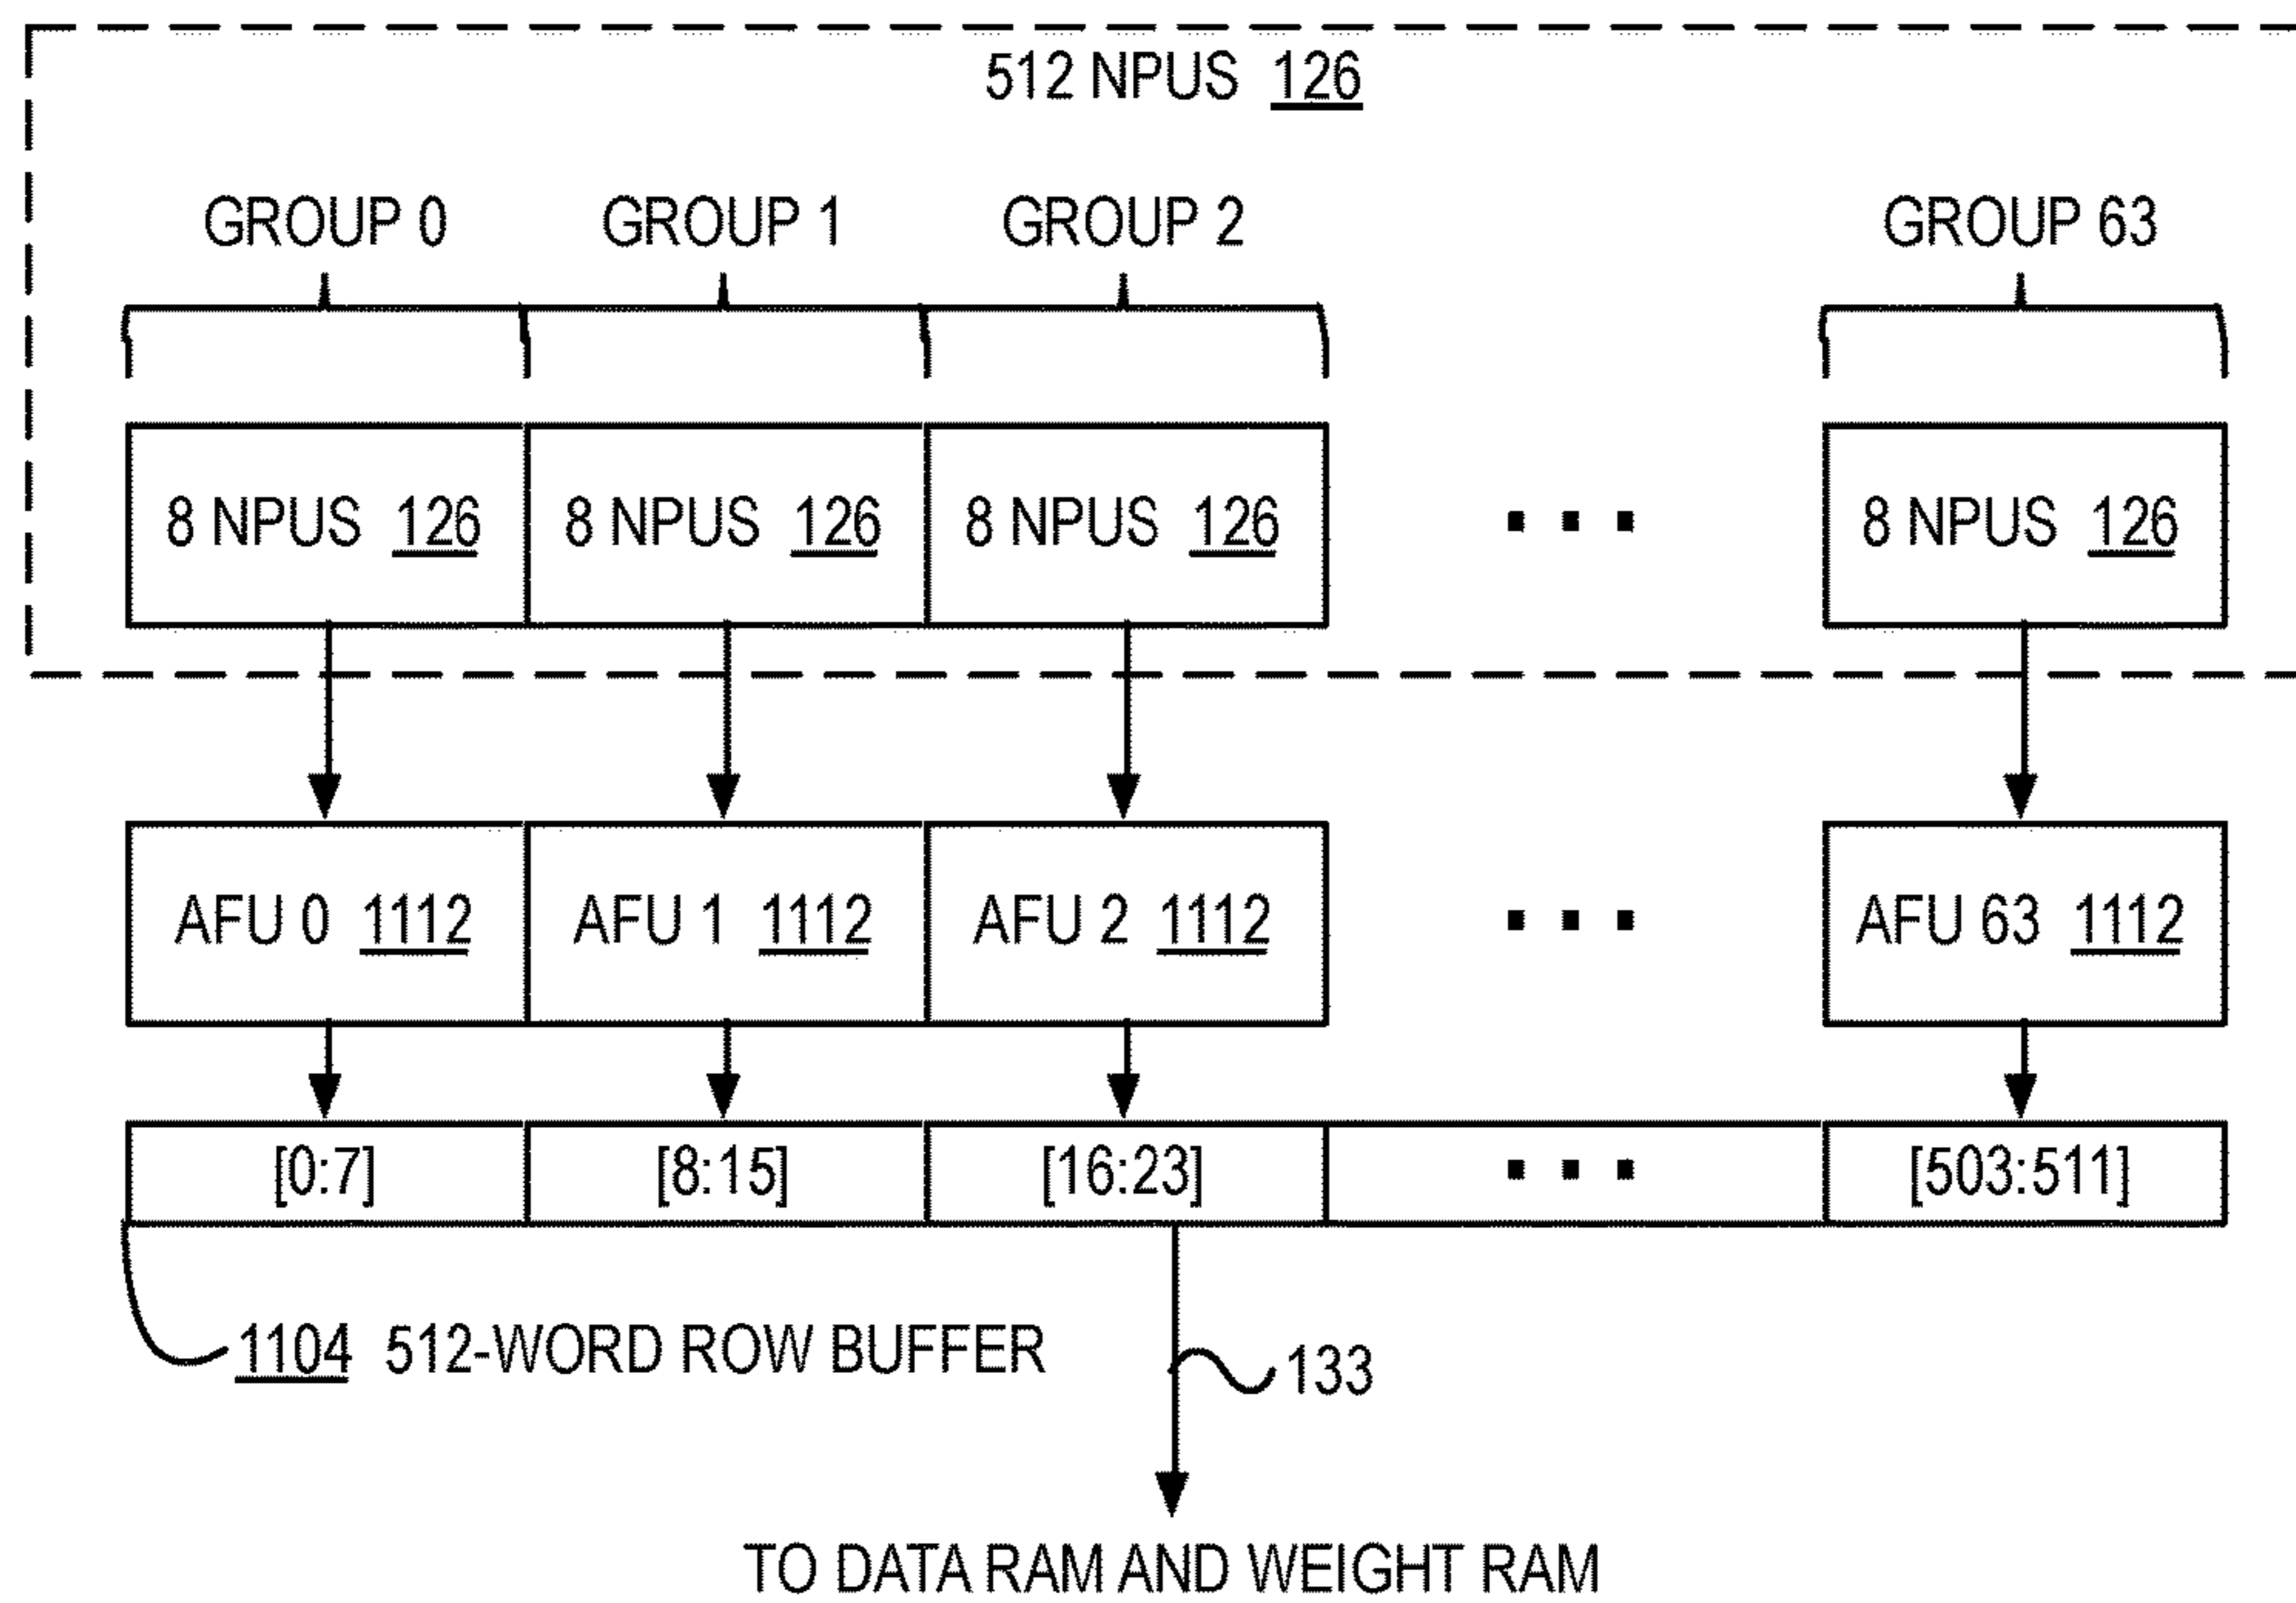 512 NPUS 126
GROUP 0 GROUP 1 GROUP 2 GROUP 63
8 NPUS 126 8 NPUS 126 8 NPUS 126 ... 8 NPUS 126
AFU 0 1112 AFU 1 1112 AFU 2 1112 ... AFU 63 1112
[0:7] [8:15] [16:23] ... [503:511]
1104 512-WORD ROW BUFFER
133
TO DATA RAM AND WEIGHT RAM